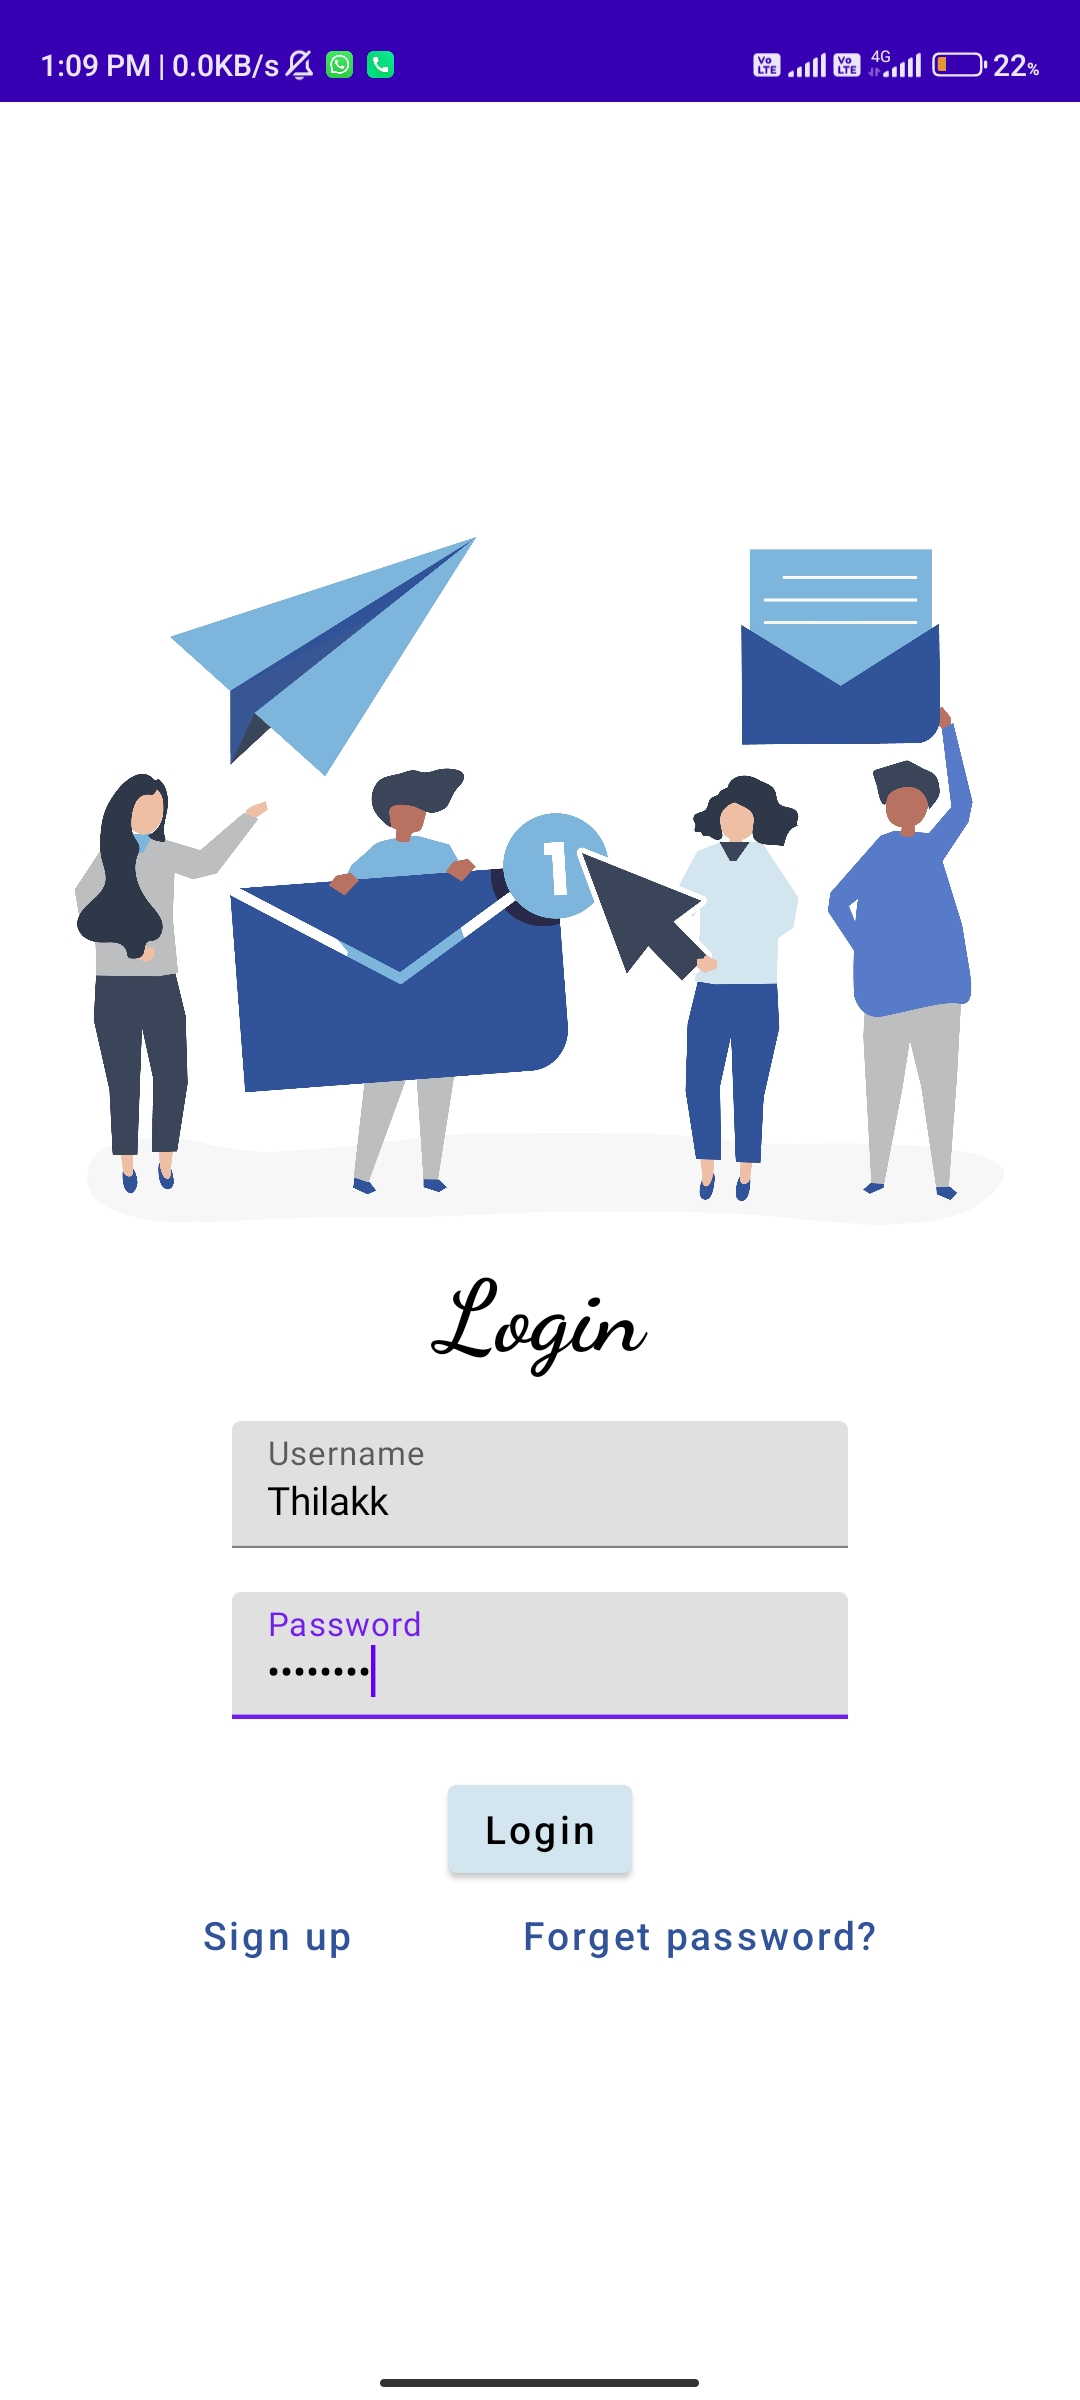 1:09 PM | 0.0KB/s Vo LTE Vo LTE 4G 22%
1
Login
Username
Thilakk
Password
••••••••
Login
Sign up Forget password?